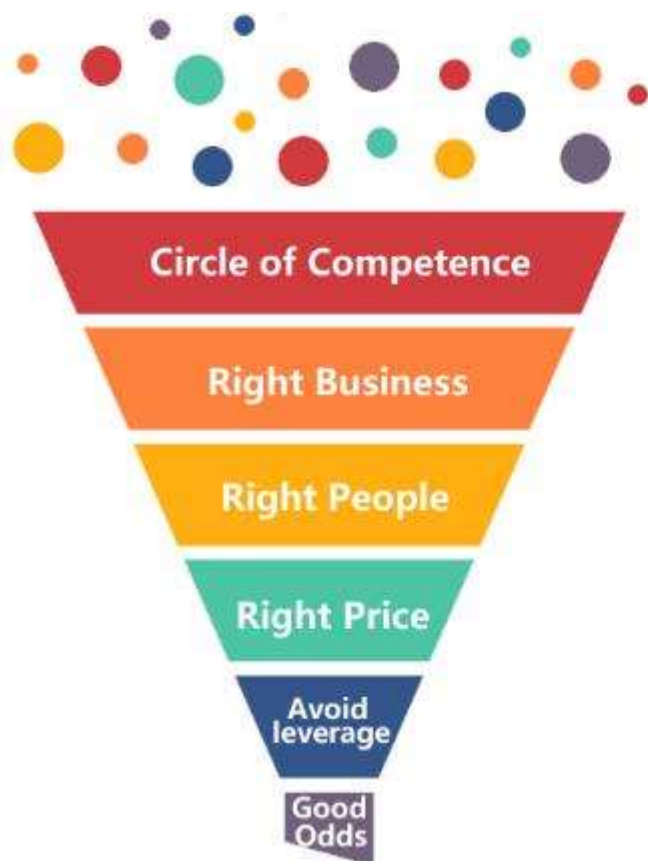 Circle of Competence
Right Business
Right People
Right Price
Avoid
leverage
Good
Odds